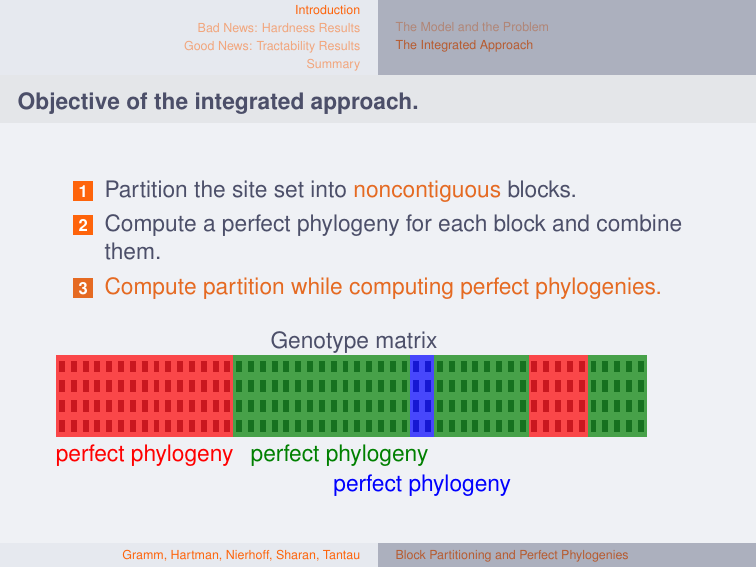 Introduction
Bad News: Hardness Results
Good News: Tractability Results
Summary
The Model and the Problem
The Integrated Approach
Objective of the integrated approach.
1 Partition the site set into noncontiguous blocks.
2 Compute a perfect phylogeny for each block and combine
them.
3 Compute partition while computing perfect phylogenies.
Genotype matrix
perfect phylogeny perfect phylogeny
perfect phylogeny
Gramm, Hartman, Nierhoff, Sharan, Tantau
Block Partitioning and Perfect Phylogenies